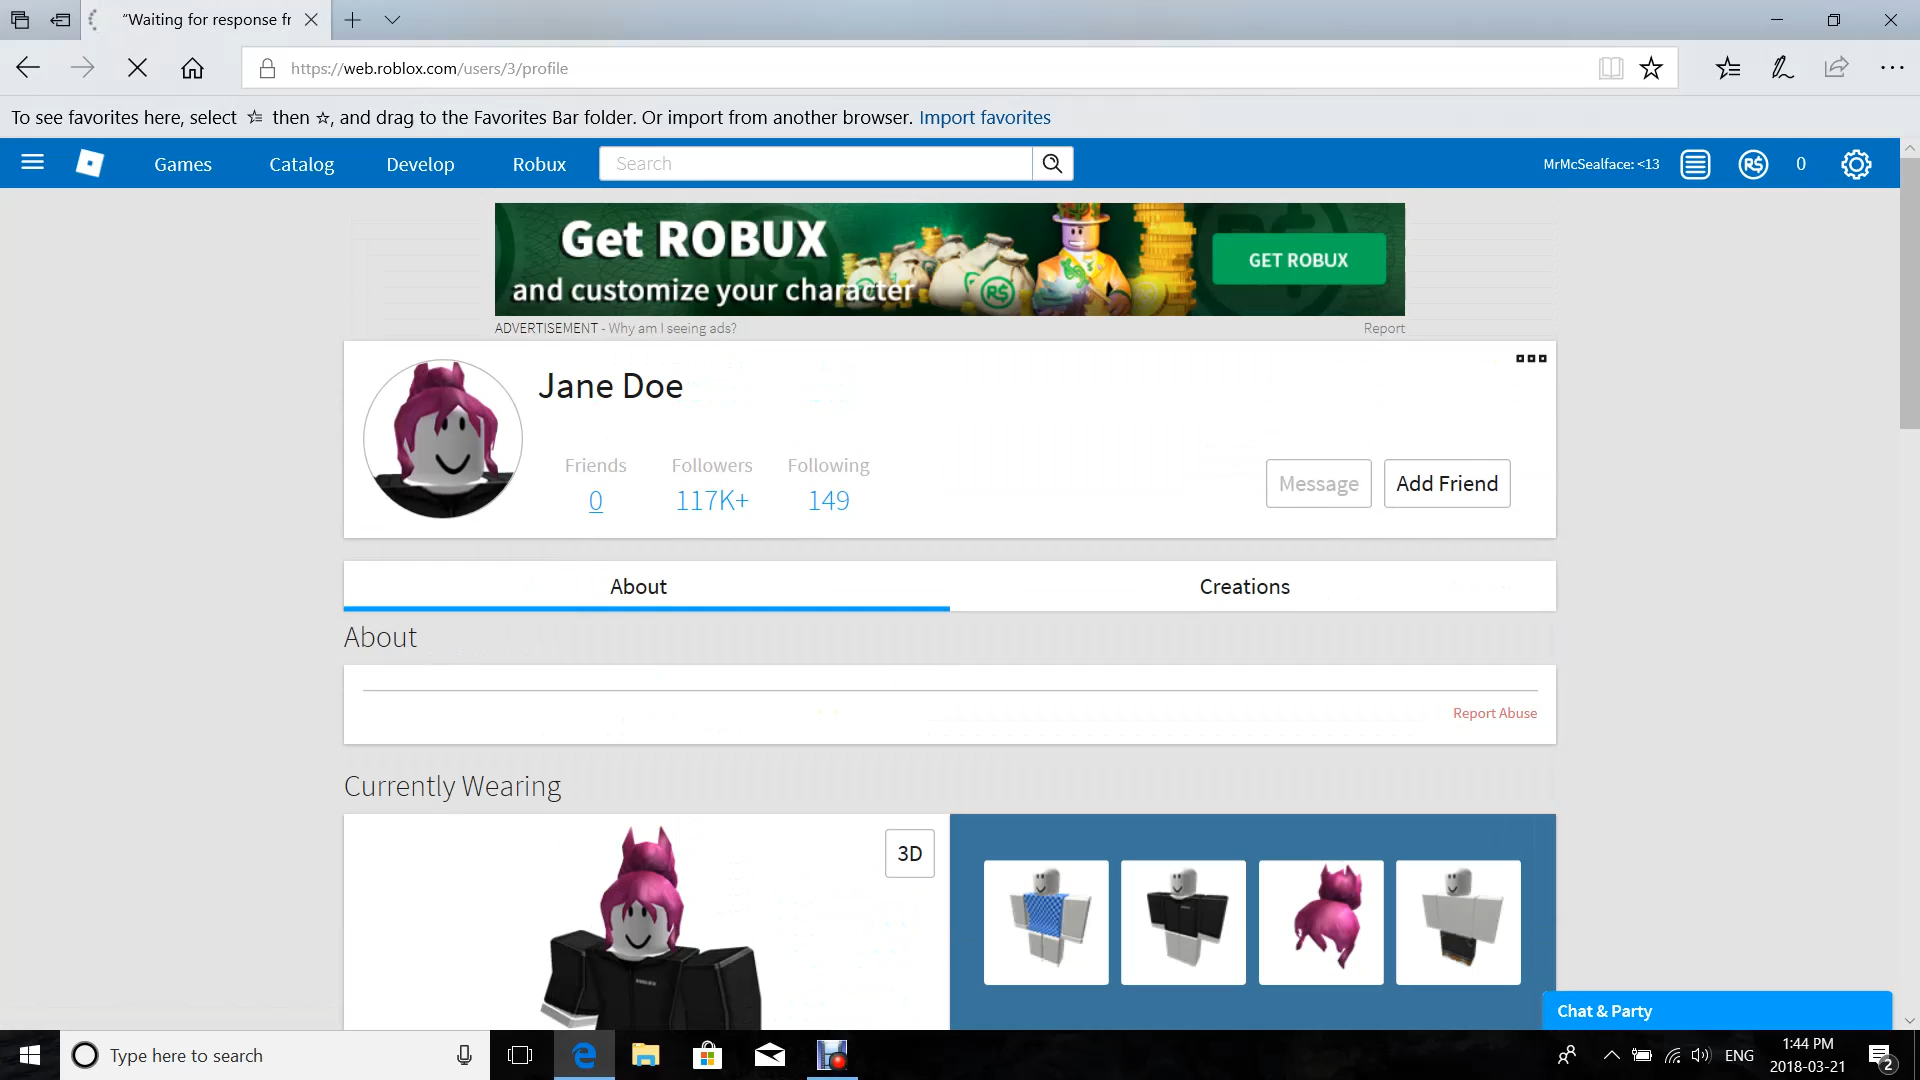 "Waiting for response fr
https://web.roblox.com/users/3/profile
To see favorites here, select then , and drag to the Favorites Bar folder. Or import from another browser. Import favorites
Games Catalog Develop Robux Search MrMcSealface: <13 R$ 0
Get ROBUX
and customize your character
R$
GET ROBUX
ADVERTISEMENT - Why am I seeing ads? Report
Jane Doe
Friends Followers Following
0 117K+ 149
Message Add Friend
About Creations
About
Report Abuse
Currently Wearing
3D
Chat & Party
Type here to search
ENG
1:44 PM
2018-03-21
2